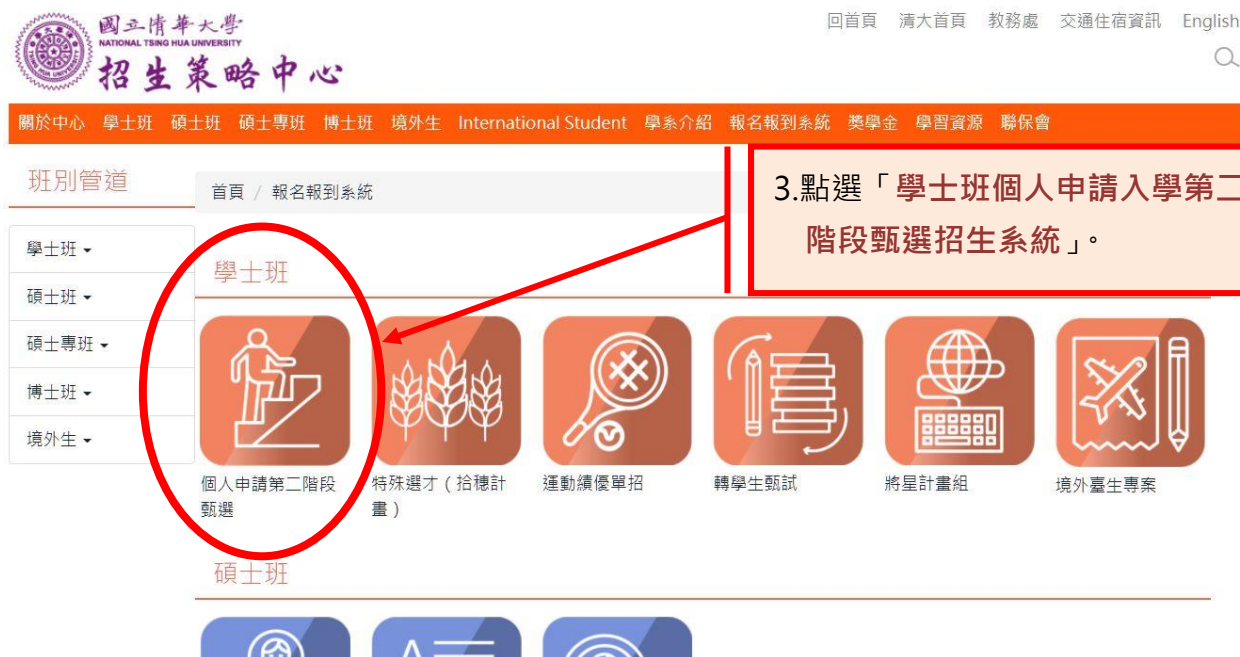 國立清華大學
NATIONAL TSING HUA UNIVERSITY
招生策略中心
回首頁 清大首頁 教務處 交通住宿資訊 English
關於中心 學士班 碩士班 碩士專班 博士班 境外生 International Student 學系介紹 報名報到系統 獎學金 學習資源 聯保會
班別管道
首頁 / 報名報到系統
3.點選「學士班個人申請入學第二
階段甄選招生系統」。
學士班
碩士班
碩士專班
博士班
境外生
學士班
個人申請第二階段
甄選
特殊選才（拾穗計
畫）
運動績優單招
轉學生甄試
將星計畫組
境外臺生專案
碩士班
A